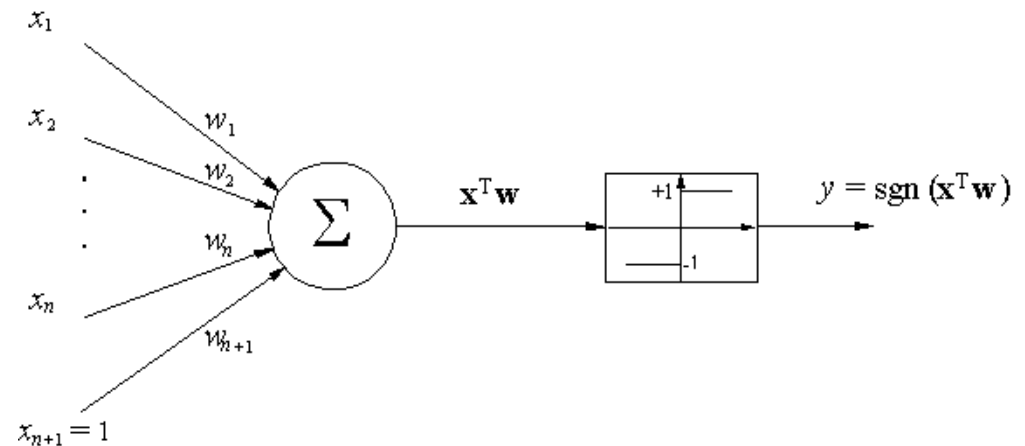 x₁
w₁
x₂
w₂
Σ
xᵀw
+1
-1
y = sgn (xᵀw)
wₙ
xₙ
wₙ₊₁
xₙ₊₁ = 1